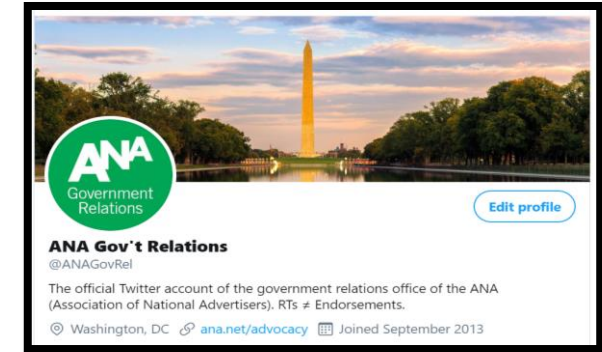 ANA
Government
Relations
Edit profile
ANA Gov't Relations
@ANAGovRel
The official Twitter account of the government relations office of the ANA
(Association of National Advertisers). RTs ≠ Endorsements.
Washington, DC ana.net/advocacy Joined September 2013